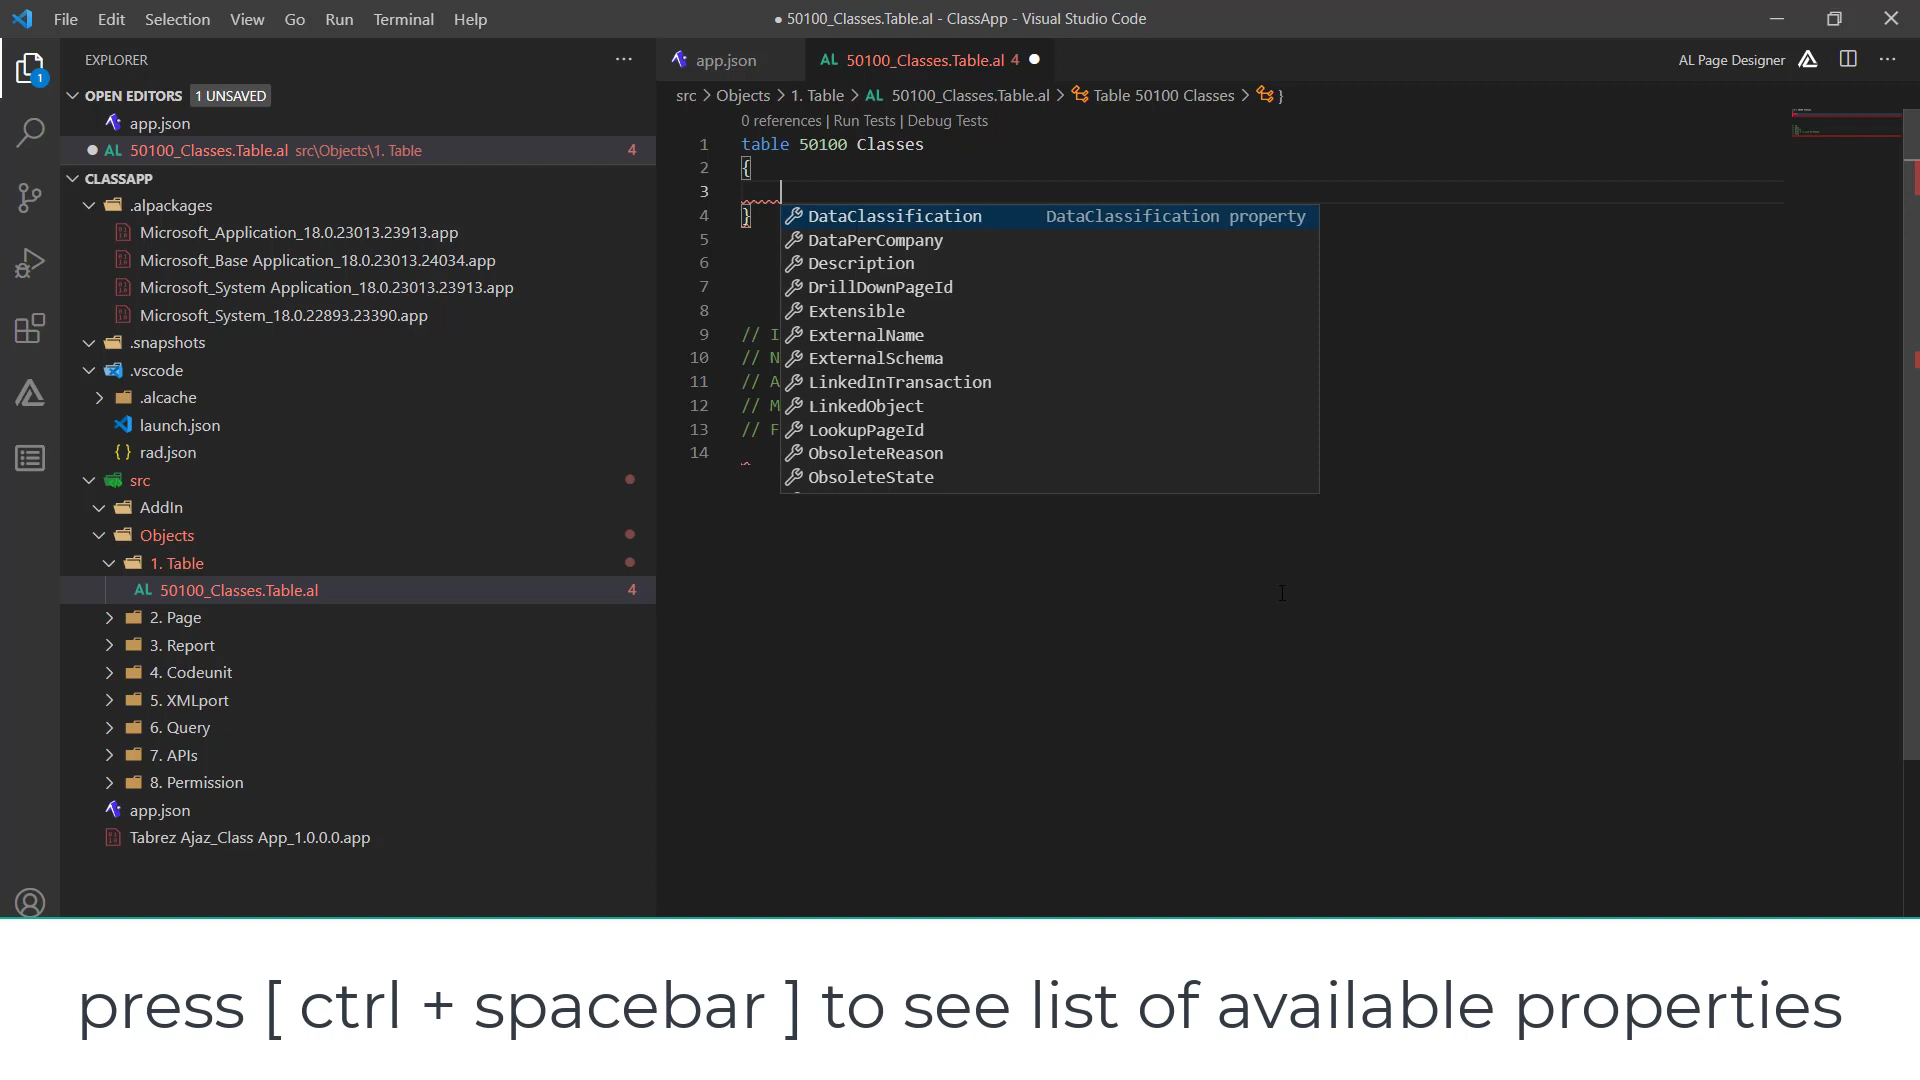 File Edit Selection View Go Run Terminal Help
● 50100_Classes.Table.al - ClassApp - Visual Studio Code
EXPLORER
OPEN EDITORS 1 UNSAVED
app.json
AL 50100_Classes.Table.al src\Objects\1. Table 4
CLASSAPP
.alpackages
Microsoft_Application_18.0.23013.23913.app
Microsoft_Base Application_18.0.23013.24034.app
Microsoft_System Application_18.0.23013.23913.app
Microsoft_System_18.0.22893.23390.app
.snapshots
.vscode
.alcache
launch.json
{} rad.json
src
AddIn
Objects
1. Table
AL 50100_Classes.Table.al 4
2. Page
3. Report
4. Codeunit
5. XMLport
6. Query
7. APIs
8. Permission
app.json
Tabrez Ajaz_Class App_1.0.0.0.app
1
app.json AL 50100_Classes.Table.al 4
AL Page Designer
src > Objects > 1. Table > AL 50100_Classes.Table.al > Table 50100 Classes > }
0 references | Run Tests | Debug Tests
1 table 50100 Classes
2 {
3
4 }
5
6
7
8
9 // I
10 // N
11 // A
12 // M
13 // F
14
DataClassification DataClassification property
DataPerCompany
Description
DrillDownPageId
Extensible
ExternalName
ExternalSchema
LinkedInTransaction
LinkedObject
LookupPageId
ObsoleteReason
ObsoleteState
press [ ctrl + spacebar ] to see list of available properties